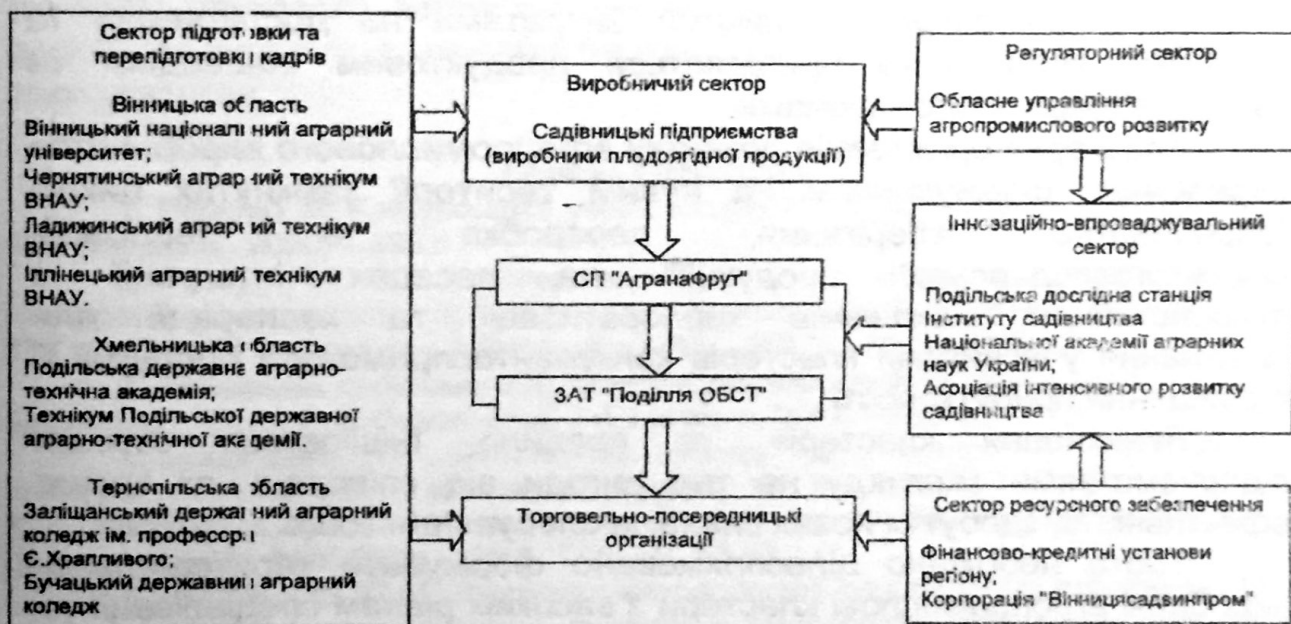 Сектор підготовки та
перепідготовки кадрів
Вінницька область
Вінницький національний аграрний
університет;
Чернятинський аграрний технікум
ВНАУ;
Ладижинський аграрний технікум
ВНАУ;
Іллінецький аграрний технікум
ВНАУ.
Хмельницька область
Подільська державна аграрно-
технічна академія;
Технікум Подільської державної
аграрно-технічної академії.
Тернопільська область
Заліщанський державний аграрний
коледж ім. професора
Є.Храпливого;
Бучацький державний аграрний
коледж
Виробничий сектор
Садівницькі підприємства
(виробники плодоягідної продукції)
СП "АгранаФрут"
ЗАТ "Поділля ОБСТ"
Торговельно-посередницькі
організації
Регуляторний сектор
Обласне управління
агропромислового розвитку
Інноваційно-впроваджувальний
сектор
Подільська дослідна станція
Інституту садівництва
Національної академії аграрних
наук України;
Асоціація інтенсивного розвитку
садівництва
Сектор ресурсного забезпечення
Фінансово-кредитні установи
регіону;
Корпорація "Вінницясадвинпром"